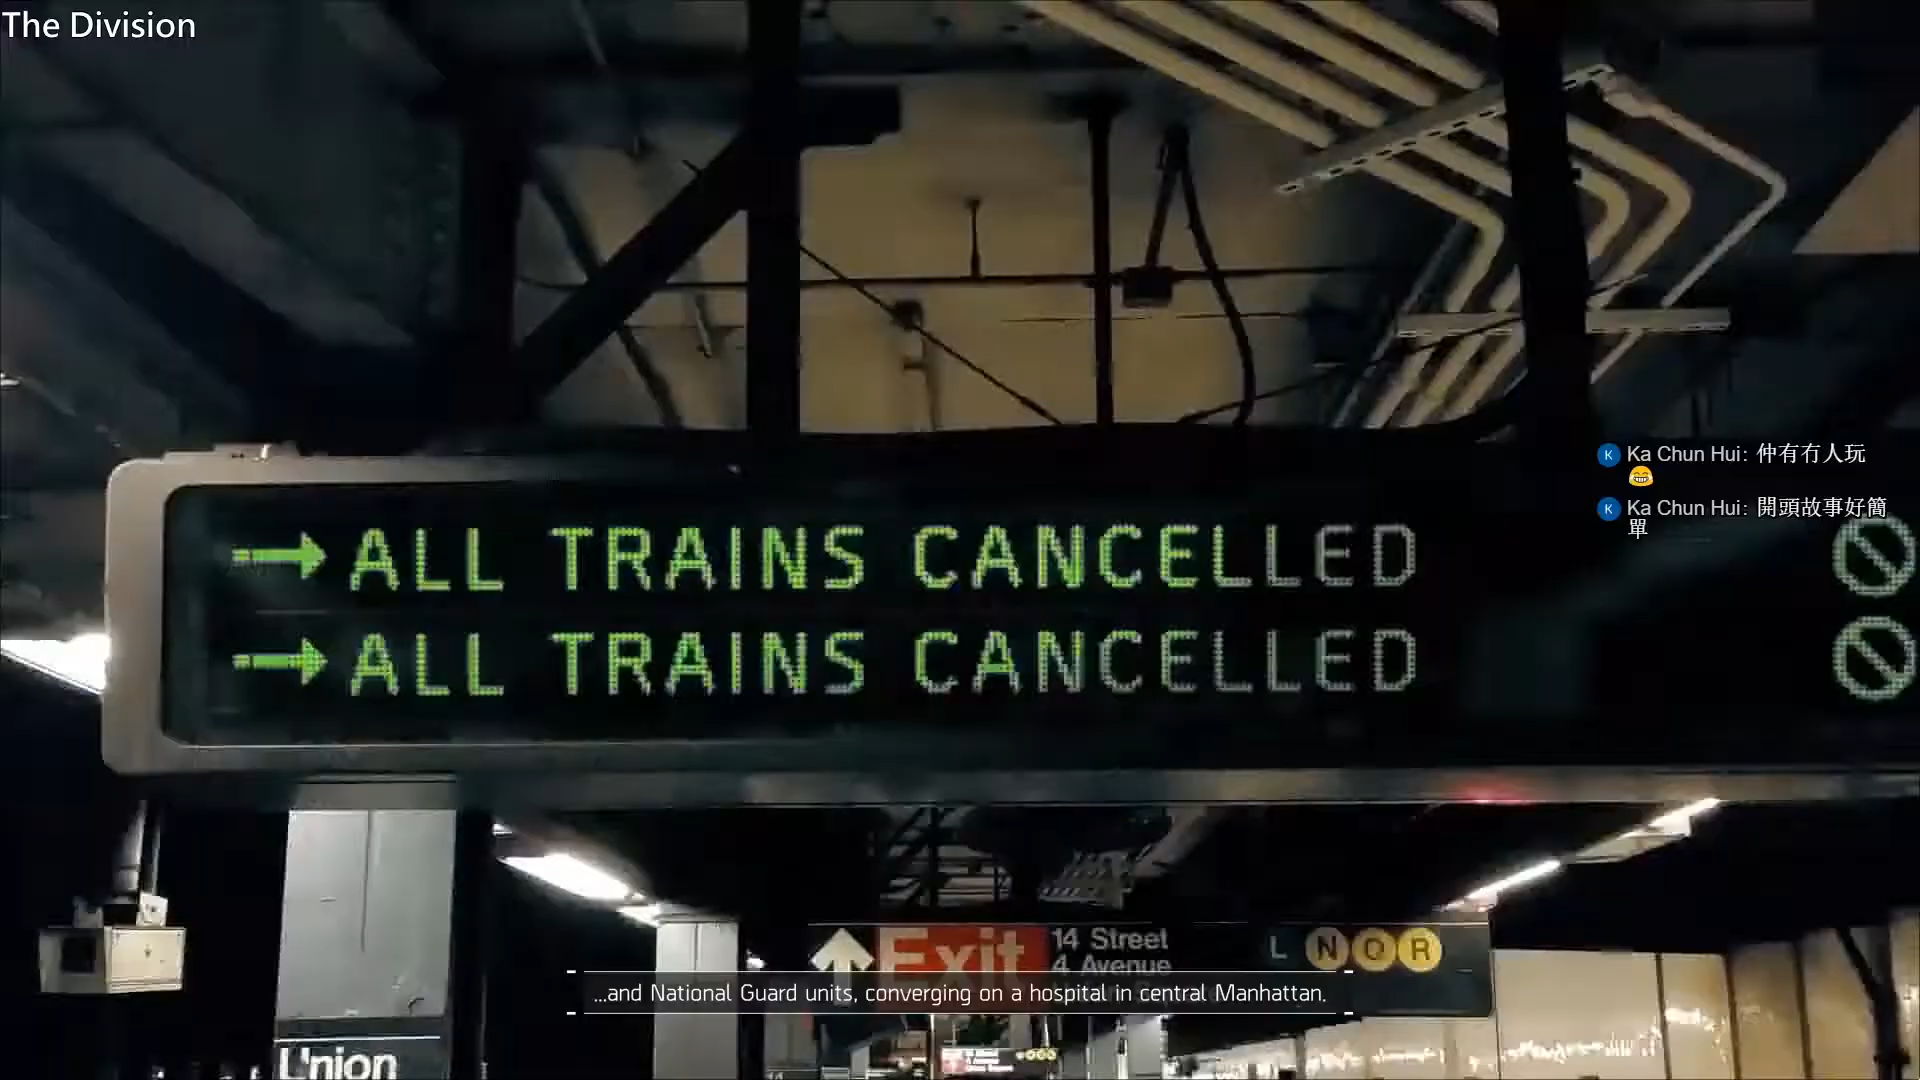 The Division
Ka Chun Hui: 仲有冇人玩
😁
Ka Chun Hui: 開頭故事好簡
單
→ ALL TRAINS CANCELLED
→ ALL TRAINS CANCELLED
Exit
14 Street
4 Avenue
L N Q R
...and National Guard units, converging on a hospital in central Manhattan.
Union